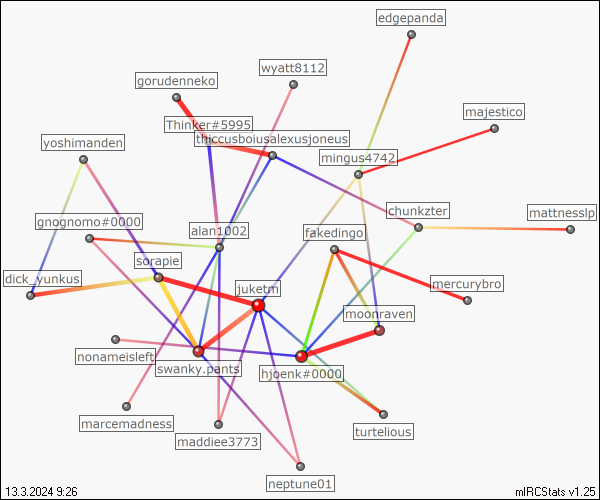 edgepanda
wyatt8112
gorudenneko
majestico
Thinker#5995
thiccusboiusalexusjoneus
yoshimanden
mingus4742
chunkzter
mattnesslp
gnognomo#0000
alan1002
fakedingo
sorapie
dick_yunkus
mercurybro
juketm
moonraven
nonameisleft
swanky.pants
hjoenk#0000
marcemadness
turtelious
maddiee3773
neptune01
13.3.2024 9:26
mIRCStats v1.25